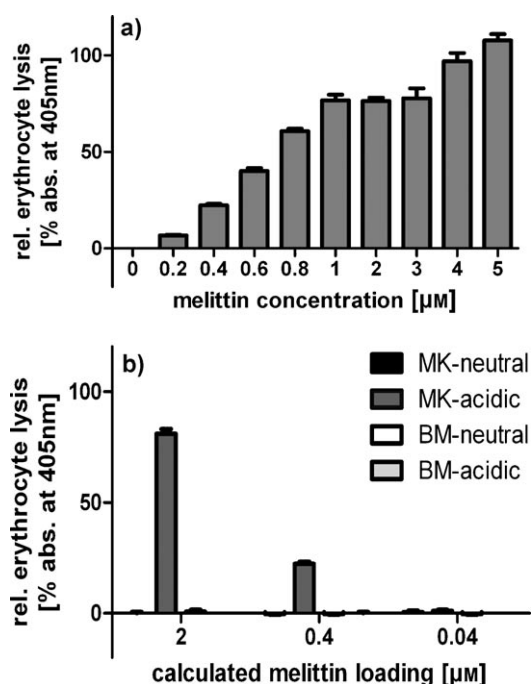 a)
rel. erythrocyte lysis
[% abs. at 405nm]
100
50
0
0 0.2 0.4 0.6 0.8 1 2 3 4 5
melittin concentration [µM]
b)
MK-neutral
MK-acidic
BM-neutral
BM-acidic
rel. erythrocyte lysis
[% abs. at 405nm]
100
50
0
2 0.4 0.04
calculated melittin loading [µM]